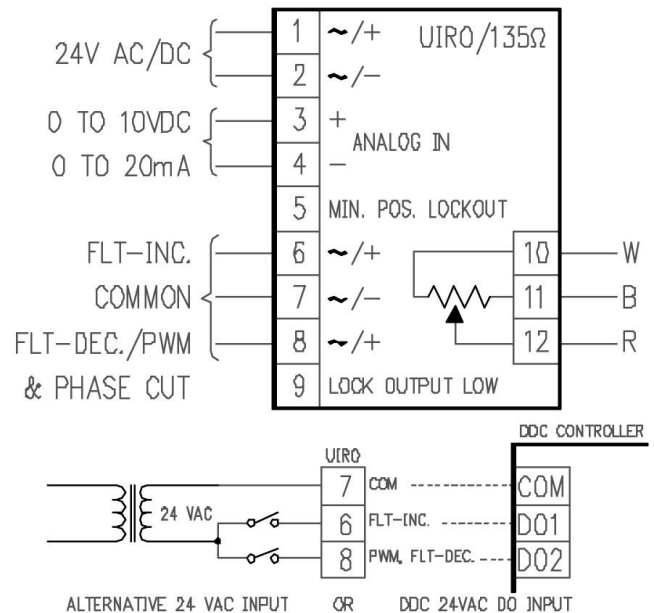 1 ~/+ UIRO/135Ω
24V AC/DC
2 ~/-
0 TO 10VDC 3 +
ANALOG IN
0 TO 20mA 4 -
5 MIN. POS. LOCKOUT
FLT-INC. 6 ~/+ 10 W
COMMON 7 ~/- 11 B
FLT-DEC./PWM 8 ~/+ 12 R
& PHASE CUT 9 LOCK OUTPUT LOW
DDC CONTROLLER
UIRO
7 COM COM
24 VAC 6 FLT-INC. DO1
8 PWM, FLT-DEC. DO2
ALTERNATIVE 24 VAC INPUT OR DDC 24VAC DO INPUT